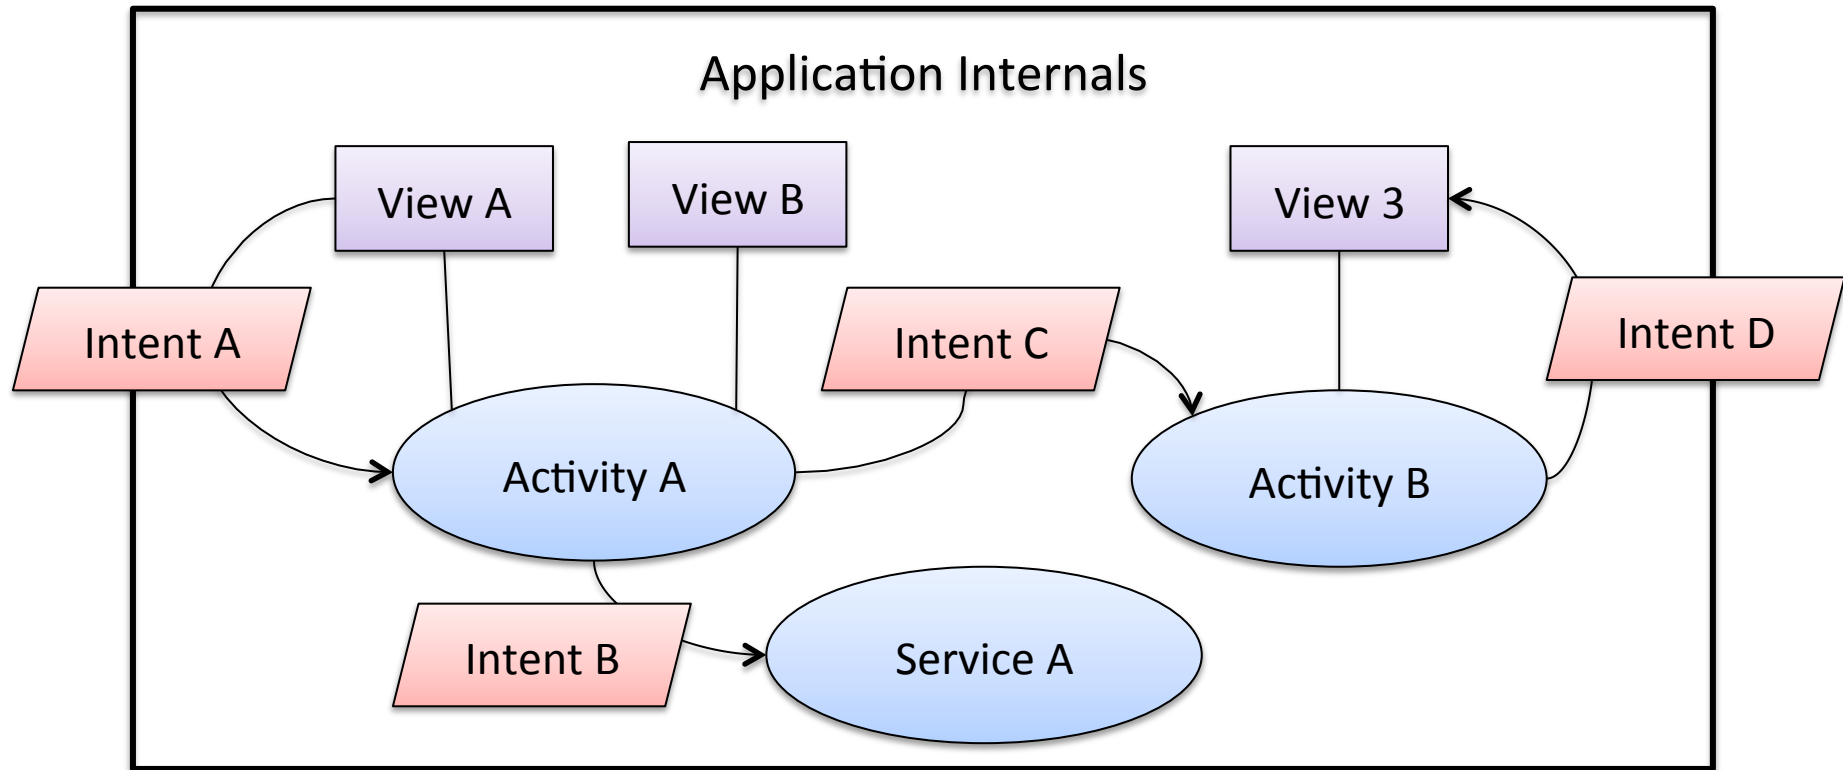 Application Internals
View A
View B
View 3
Intent A
Intent C
Intent D
Activity A
Activity B
Intent B
Service A